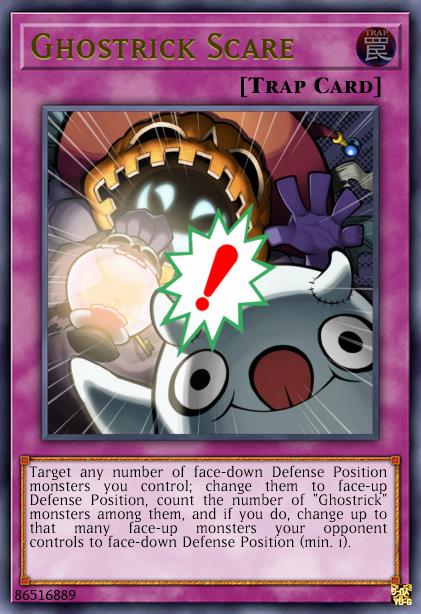 Ghostrick Scare
TRAP
罠
[Trap Card]
!
Target any number of face-down Defense Position
monsters you control; change them to face-up
Defense Position, count the number of "Ghostrick"
monsters among them, and if you do, change up to
that many face-up monsters your opponent
controls to face-down Defense Position (min. 1).
86516889